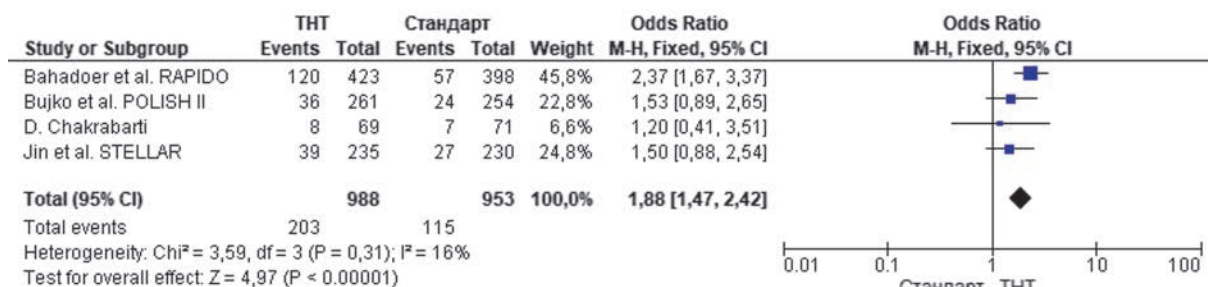 ТНТ Стандарт Odds Ratio Odds Ratio
Study or Subgroup Events Total Events Total Weight M-H, Fixed, 95% CI M-H, Fixed, 95% CI
Bahadoer et al. RAPIDO 120 423 57 398 45,8% 2,37 [1,67, 3,37]
Bujko et al. POLISH II 36 261 24 254 22,8% 1,53 [0,89, 2,65]
D. Chakrabarti 8 69 7 71 6,6% 1,20 [0,41, 3,51]
Jin et al. STELLAR 39 235 27 230 24,8% 1,50 [0,88, 2,54]
Total (95% CI) 988 953 100,0% 1,88 [1,47, 2,42]
Total events 203 115
Heterogeneity: Chi² = 3,59, df = 3 (P = 0,31); I² = 16%
Test for overall effect: Z = 4,97 (P < 0.00001)
0.01 0.1 1 10 100
Стандарт ТНТ